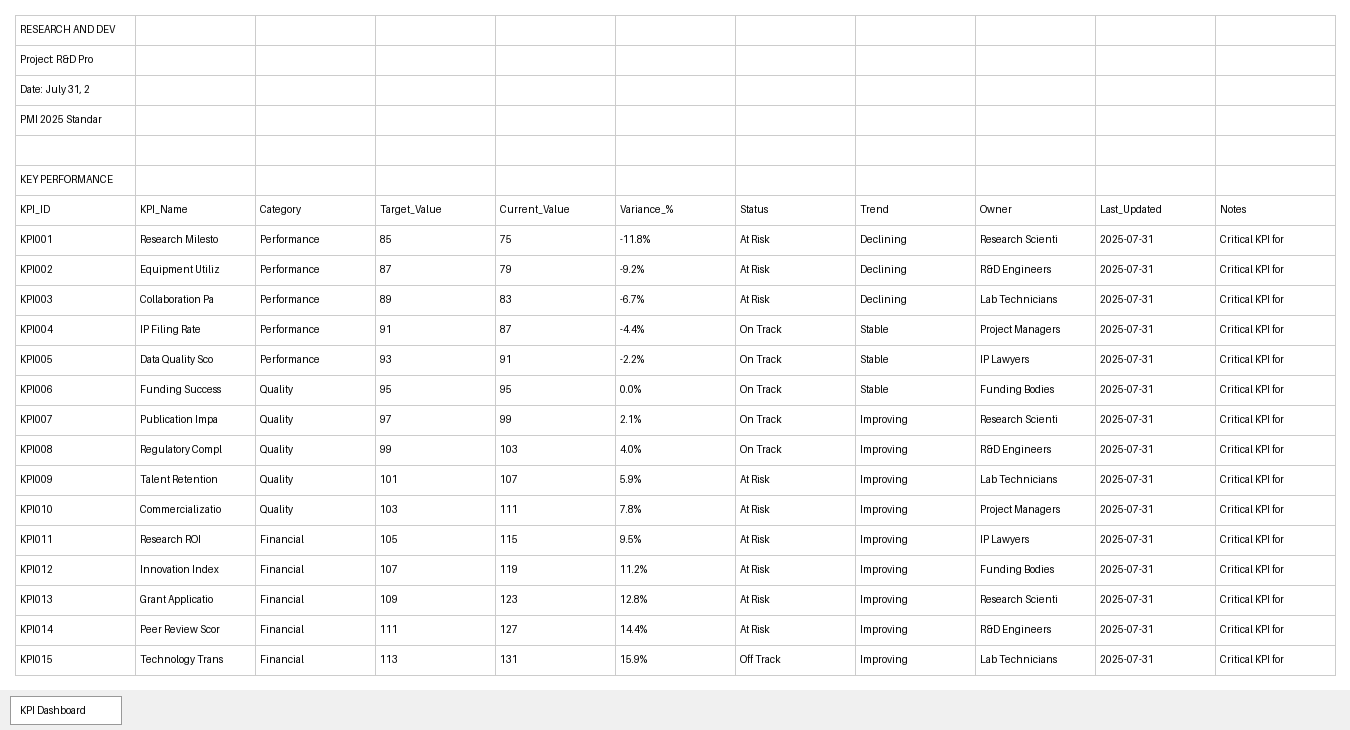 RESEARCH AND DEV
Project: R&D Pro
Date: July 31, 2
PMI 2025 Standar
KEY PERFORMANCE
KPI_ID KPI_Name Category Target_Value Current_Value Variance_% Status Trend Owner Last_Updated Notes
KPI001 Research Milesto Performance 85 75 -11.8% At Risk Declining Research Scienti 2025-07-31 Critical KPI for
KPI002 Equipment Utiliz Performance 87 79 -9.2% At Risk Declining R&D Engineers 2025-07-31 Critical KPI for
KPI003 Collaboration Pa Performance 89 83 -6.7% At Risk Declining Lab Technicians 2025-07-31 Critical KPI for
KPI004 IP Filing Rate Performance 91 87 -4.4% On Track Stable Project Managers 2025-07-31 Critical KPI for
KPI005 Data Quality Sco Performance 93 91 -2.2% On Track Stable IP Lawyers 2025-07-31 Critical KPI for
KPI006 Funding Success Quality 95 95 0.0% On Track Stable Funding Bodies 2025-07-31 Critical KPI for
KPI007 Publication Impa Quality 97 99 2.1% On Track Improving Research Scienti 2025-07-31 Critical KPI for
KPI008 Regulatory Compl Quality 99 103 4.0% On Track Improving R&D Engineers 2025-07-31 Critical KPI for
KPI009 Talent Retention Quality 101 107 5.9% At Risk Improving Lab Technicians 2025-07-31 Critical KPI for
KPI010 Commercializatio Quality 103 111 7.8% At Risk Improving Project Managers 2025-07-31 Critical KPI for
KPI011 Research ROI Financial 105 115 9.5% At Risk Improving IP Lawyers 2025-07-31 Critical KPI for
KPI012 Innovation Index Financial 107 119 11.2% At Risk Improving Funding Bodies 2025-07-31 Critical KPI for
KPI013 Grant Applicatio Financial 109 123 12.8% At Risk Improving Research Scienti 2025-07-31 Critical KPI for
KPI014 Peer Review Scor Financial 111 127 14.4% At Risk Improving R&D Engineers 2025-07-31 Critical KPI for
KPI015 Technology Trans Financial 113 131 15.9% Off Track Improving Lab Technicians 2025-07-31 Critical KPI for
KPI Dashboard